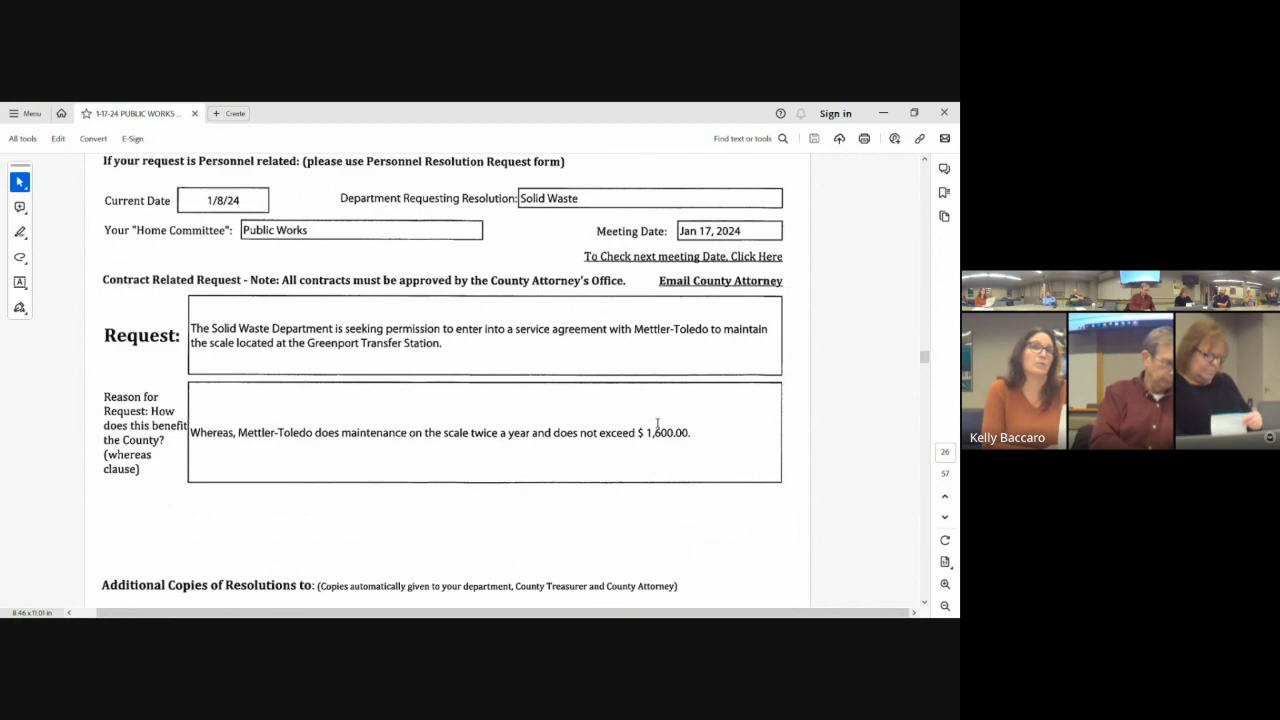 Menu
1-17-24 PUBLIC WORKS ...
Create
Sign in
All tools
Edit
Convert
E-Sign
Find text or tools
If your request is Personnel related: (please use Personnel Resolution Request form)
Current Date
1/8/24
Department Requesting Resolution:
Solid Waste
Your "Home Committee":
Public Works
Meeting Date:
Jan 17, 2024
To Check next meeting Date, Click Here
Contract Related Request - Note: All contracts must be approved by the County Attorney's Office.
Email County Attorney
Request:
The Solid Waste Department is seeking permission to enter into a service agreement with Mettler-Toledo to maintain
the scale located at the Greenport Transfer Station.
Reason for
Request: How
does this benefit
the County?
(whereas
clause)
Whereas, Mettler-Toledo does maintenance on the scale twice a year and does not exceed $ 1,600.00.
Additional Copies of Resolutions to: (Copies automatically given to your department, County Treasurer and County Attorney)
26
57
8.46 x 11.01 in
Kelly Baccaro